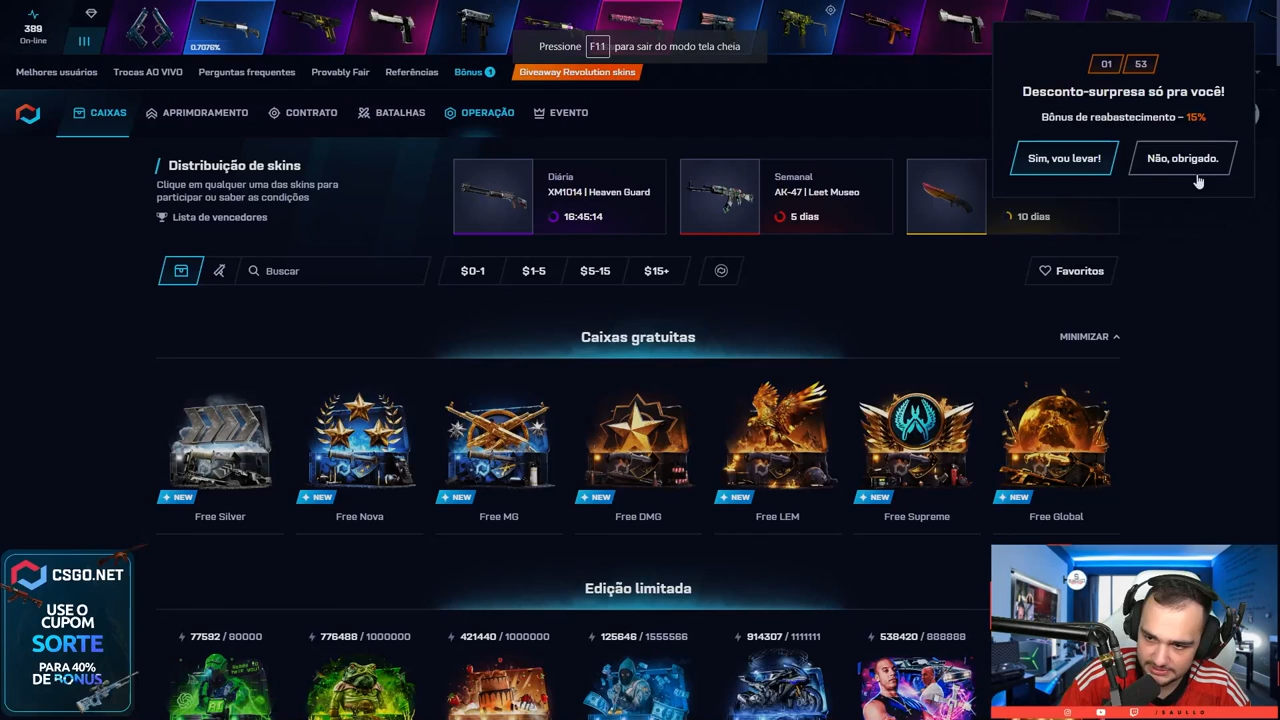 389
On-line
0.7076%
Pressione F11 para sair do modo tela cheia
Melhores usuários
Trocas AO VIVO
Perguntas frequentes
Provably Fair
Referências
Bônus 1
Giveaway Revolution skins
01 53
Desconto-surpresa só pra você!
Bônus de reabastecimento – 15%
Sim, vou levar!
Não, obrigado.
CAIXAS
APRIMORAMENTO
CONTRATO
BATALHAS
OPERAÇÃO
EVENTO
Distribuição de skins
Clique em qualquer uma das skins para
participar ou saber as condições
Lista de vencedores
Diária
XM1014 | Heaven Guard
16:45:14
Semanal
AK-47 | Leet Museo
5 dias
10 dias
Buscar
$0-1
$1-5
$5-15
$15+
Favoritos
Caixas gratuitas
MINIMIZAR
NEW
NEW
NEW
NEW
NEW
NEW
NEW
Free Silver
Free Nova
Free MG
Free DMG
Free LEM
Free Supreme
Free Global
Edição limitada
77592 / 80000
776488 / 1000000
421440 / 1000000
125646 / 1555566
914307 / 1111111
538420 / 888888
CSGO.NET
USE O
CUPOM
SORTE
PARA 40%
DE BONUS
/SAULLO